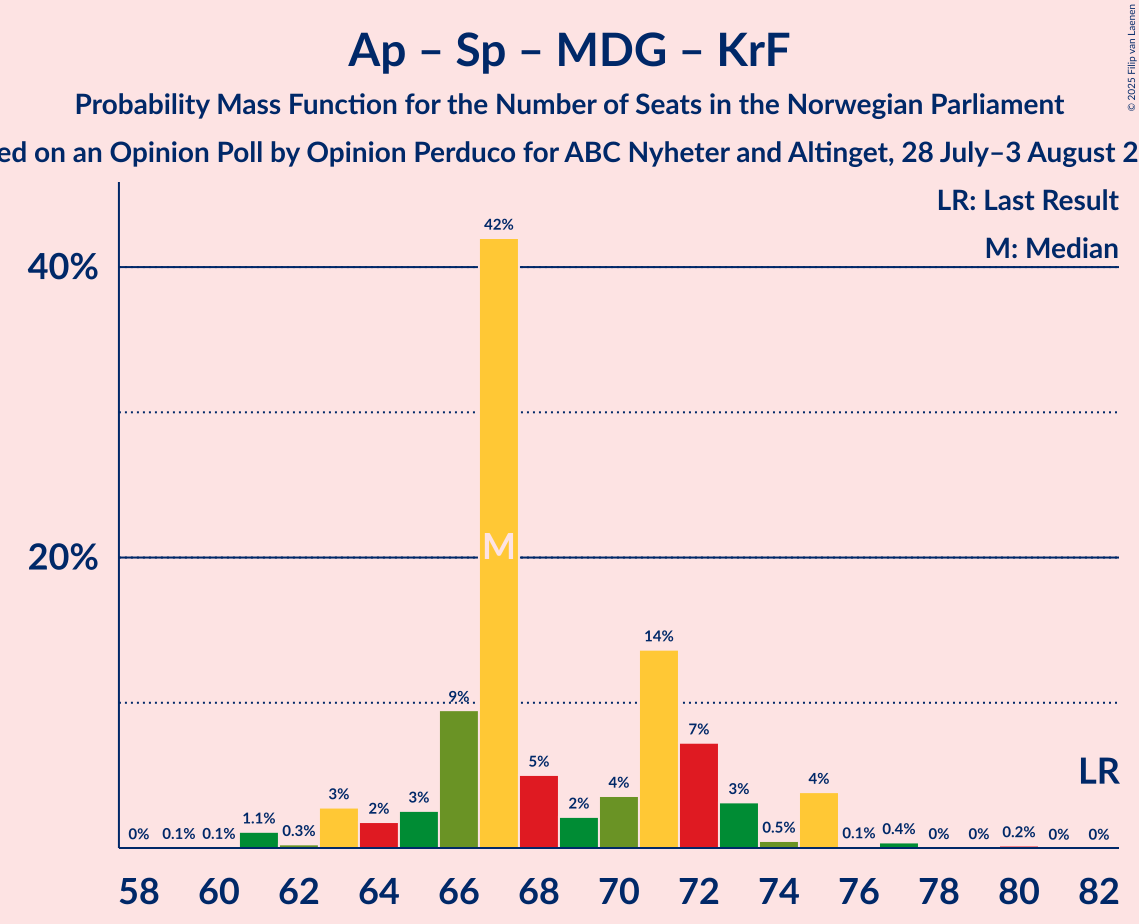 Ap – Sp – MDG – KrF
Probability Mass Function for the Number of Seats in the Norwegian Parliament
ed on an Opinion Poll by Opinion Perduco for ABC Nyheter and Altinget, 28 July–3 August 2
© 2025 Filip van Laenen
LR: Last Result
M: Median
40%
20%
0% 0.1% 0.1% 1.1% 0.3% 3% 2% 3% 9% 42% 5% 2% 4% 14% 7% 3% 0.5% 4% 0.1% 0.4% 0% 0% 0.2% 0% 0%
M
LR
58 60 62 64 66 68 70 72 74 76 78 80 82